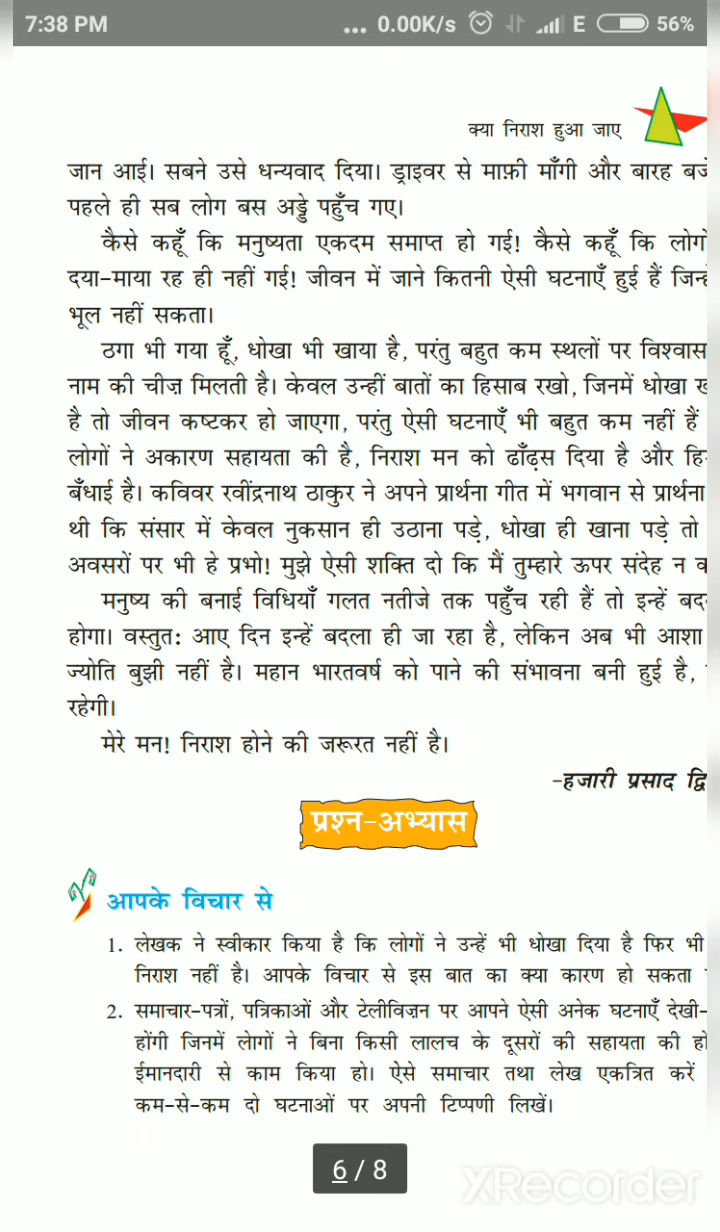 7:38 PM ... 0.00K/s E 56%
क्या निराश हुआ जाए
जान आई। सबने उसे धन्यवाद दिया। ड्राइवर से माफ़ी माँगी और बारह
पहले ही सब लोग बस अड्डे पहुँच गए।
कैसे कहूँ कि मनुष्यता एकदम समाप्त हो गई! कैसे कहूँ कि
दया-माया रह ही नहीं गई! जीवन में जाने कितनी ऐसी घटनाएँ हुई हैं
भूल नहीं सकता।
ठगा भी गया हूँ, धोखा भी खाया है, परंतु बहुत कम स्थलों पर विश्वास
नाम की चीज़ मिलती है। केवल उन्हीं बातों का हिसाब रखो, जिनमें धोखा
है तो जीवन कष्टकर हो जाएगा, परंतु ऐसी घटनाएँ भी बहुत कम नहीं हैं
लोगों ने अकारण सहायता की है, निराश मन को ढाँढ़स दिया है और
बँधाई है। कविवर रवींद्रनाथ ठाकुर ने अपने प्रार्थना गीत में भगवान से प्रार्थना
थी कि संसार में केवल नुकसान ही उठाना पड़े, धोखा ही खाना पड़े तो
अवसरों पर भी हे प्रभो! मुझे ऐसी शक्ति दो कि मैं तुम्हारे ऊपर संदेह न
मनुष्य की बनाई विधियाँ गलत नतीजे तक पहुँच रही हैं तो इन्हें
होगा। वस्तुत: आए दिन इन्हें बदला ही जा रहा है, लेकिन अब भी आशा
ज्योति बुझी नहीं है। महान भारतवर्ष को पाने की संभावना बनी हुई है,
रहेगी।
मेरे मन! निराश होने की जरूरत नहीं है।
-हजारी प्रसाद
प्रश्न-अभ्यास
आपके विचार से
1. लेखक ने स्वीकार किया है कि लोगों ने उन्हें भी धोखा दिया है फिर भी
निराश नहीं है। आपके विचार से इस बात का क्या कारण हो सकता
2. समाचार-पत्रों, पत्रिकाओं और टेलीविज़न पर आपने ऐसी अनेक घटनाएँ देखी-
होंगी जिनमें लेागों ने बिना किसी लालच के दूसरों की सहायता की
ईमानदारी से काम किया हो। ऐसे समाचार तथा लेख एकत्रित करें
कम-से-कम दो घटनाओं पर अपनी टिप्पणी लिखें।
6 / 8
XRecorder